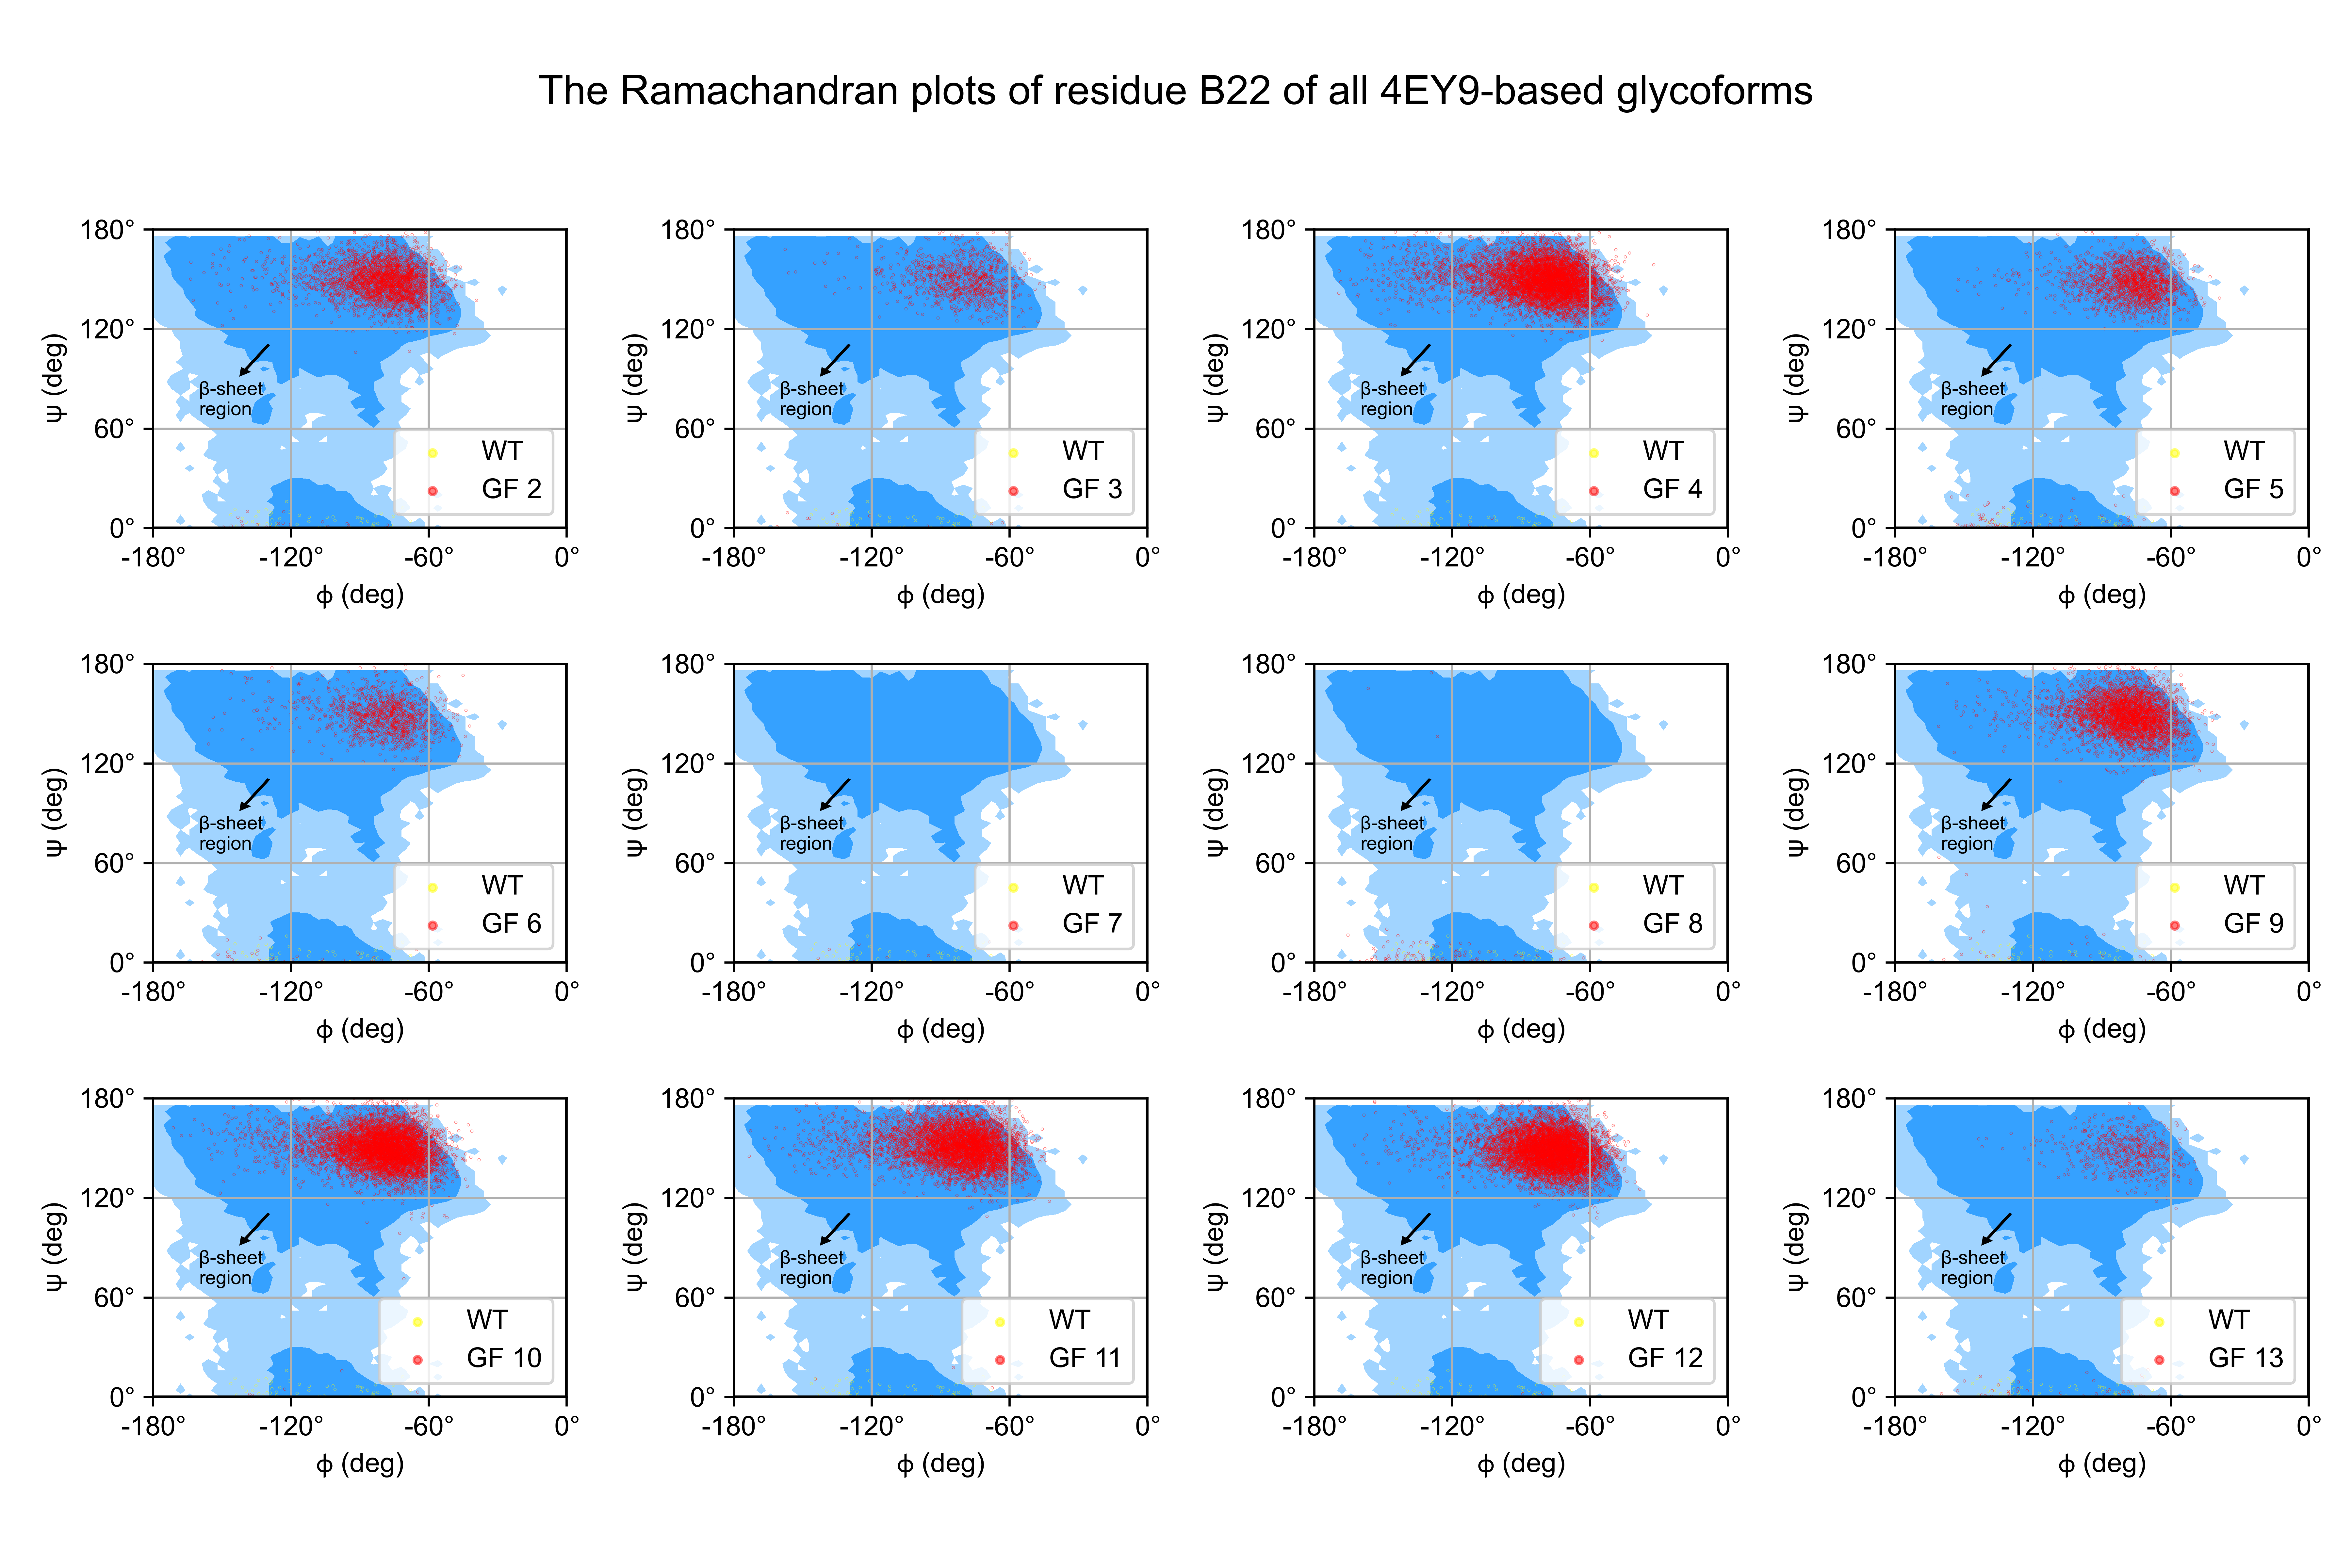 The Ramachandran plots of residue B22 of all 4EY9-based glycoforms
180°
120°
60°
0°
ψ (deg)
β-sheet
region
WT
GF 2
-180°
-120°
-60°
0°
ϕ (deg)
180°
120°
60°
0°
ψ (deg)
β-sheet
region
WT
GF 3
-180°
-120°
-60°
0°
ϕ (deg)
180°
120°
60°
0°
ψ (deg)
β-sheet
region
WT
GF 4
-180°
-120°
-60°
0°
ϕ (deg)
180°
120°
60°
0°
ψ (deg)
β-sheet
region
WT
GF 5
-180°
-120°
-60°
0°
ϕ (deg)
180°
120°
60°
0°
ψ (deg)
β-sheet
region
WT
GF 6
-180°
-120°
-60°
0°
ϕ (deg)
180°
120°
60°
0°
ψ (deg)
β-sheet
region
WT
GF 7
-180°
-120°
-60°
0°
ϕ (deg)
180°
120°
60°
0°
ψ (deg)
β-sheet
region
WT
GF 8
-180°
-120°
-60°
0°
ϕ (deg)
180°
120°
60°
0°
ψ (deg)
β-sheet
region
WT
GF 9
-180°
-120°
-60°
0°
ϕ (deg)
180°
120°
60°
0°
ψ (deg)
β-sheet
region
WT
GF 10
-180°
-120°
-60°
0°
ϕ (deg)
180°
120°
60°
0°
ψ (deg)
β-sheet
region
WT
GF 11
-180°
-120°
-60°
0°
ϕ (deg)
180°
120°
60°
0°
ψ (deg)
β-sheet
region
WT
GF 12
-180°
-120°
-60°
0°
ϕ (deg)
180°
120°
60°
0°
ψ (deg)
β-sheet
region
WT
GF 13
-180°
-120°
-60°
0°
ϕ (deg)